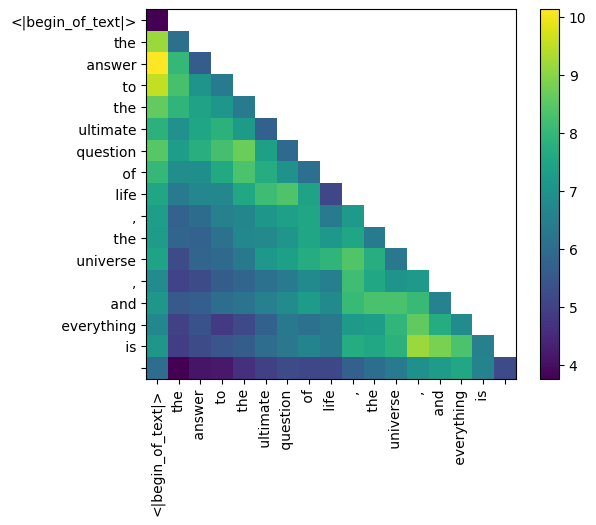 <|begin_of_text|>
the
answer
to
the
ultimate
question
of
life
,
the
universe
,
and
everything
is
10
9
8
7
6
5
4
<|begin_of_text|>
the
answer
to
the
ultimate
question
of
life
,
the
universe
,
and
everything
is